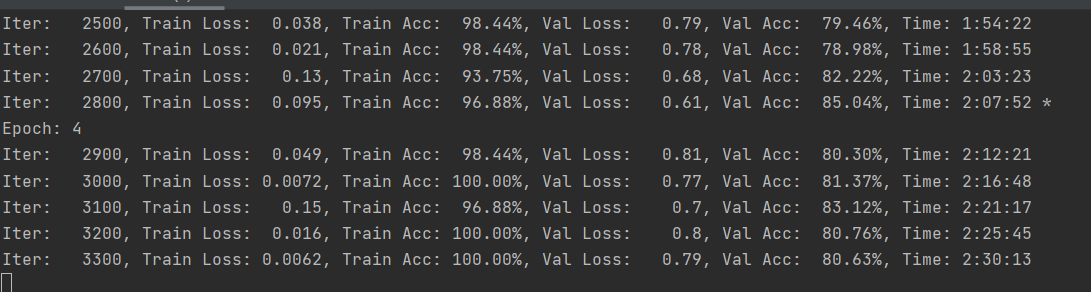 Iter:   2500, Train Loss:  0.038, Train Acc:  98.44%, Val Loss:   0.79, Val Acc:  79.46%, Time: 1:54:22
Iter:   2600, Train Loss:  0.021, Train Acc:  98.44%, Val Loss:   0.78, Val Acc:  78.98%, Time: 1:58:55
Iter:   2700, Train Loss:   0.13, Train Acc:  93.75%, Val Loss:   0.68, Val Acc:  82.22%, Time: 2:03:23
Iter:   2800, Train Loss:  0.095, Train Acc:  96.88%, Val Loss:   0.61, Val Acc:  85.04%, Time: 2:07:52 *
Epoch: 4
Iter:   2900, Train Loss:  0.049, Train Acc:  98.44%, Val Loss:   0.81, Val Acc:  80.30%, Time: 2:12:21
Iter:   3000, Train Loss: 0.0072, Train Acc: 100.00%, Val Loss:   0.77, Val Acc:  81.37%, Time: 2:16:48
Iter:   3100, Train Loss:   0.15, Train Acc:  96.88%, Val Loss:    0.7, Val Acc:  83.12%, Time: 2:21:17
Iter:   3200, Train Loss:  0.016, Train Acc: 100.00%, Val Loss:    0.8, Val Acc:  80.76%, Time: 2:25:45
Iter:   3300, Train Loss: 0.0062, Train Acc: 100.00%, Val Loss:   0.79, Val Acc:  80.63%, Time: 2:30:13